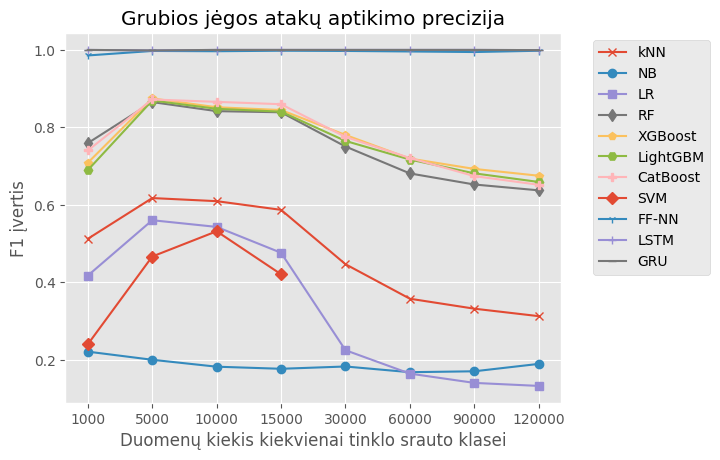 Grubios jėgos atakų aptikimo precizija
F1 įvertis
1.0
0.8
0.6
0.4
0.2
1000 5000 10000 15000 30000 60000 90000 120000
Duomenų kiekis kiekvienai tinklo srauto klasei
kNN
NB
LR
RF
XGBoost
LightGBM
CatBoost
SVM
FF-NN
LSTM
GRU